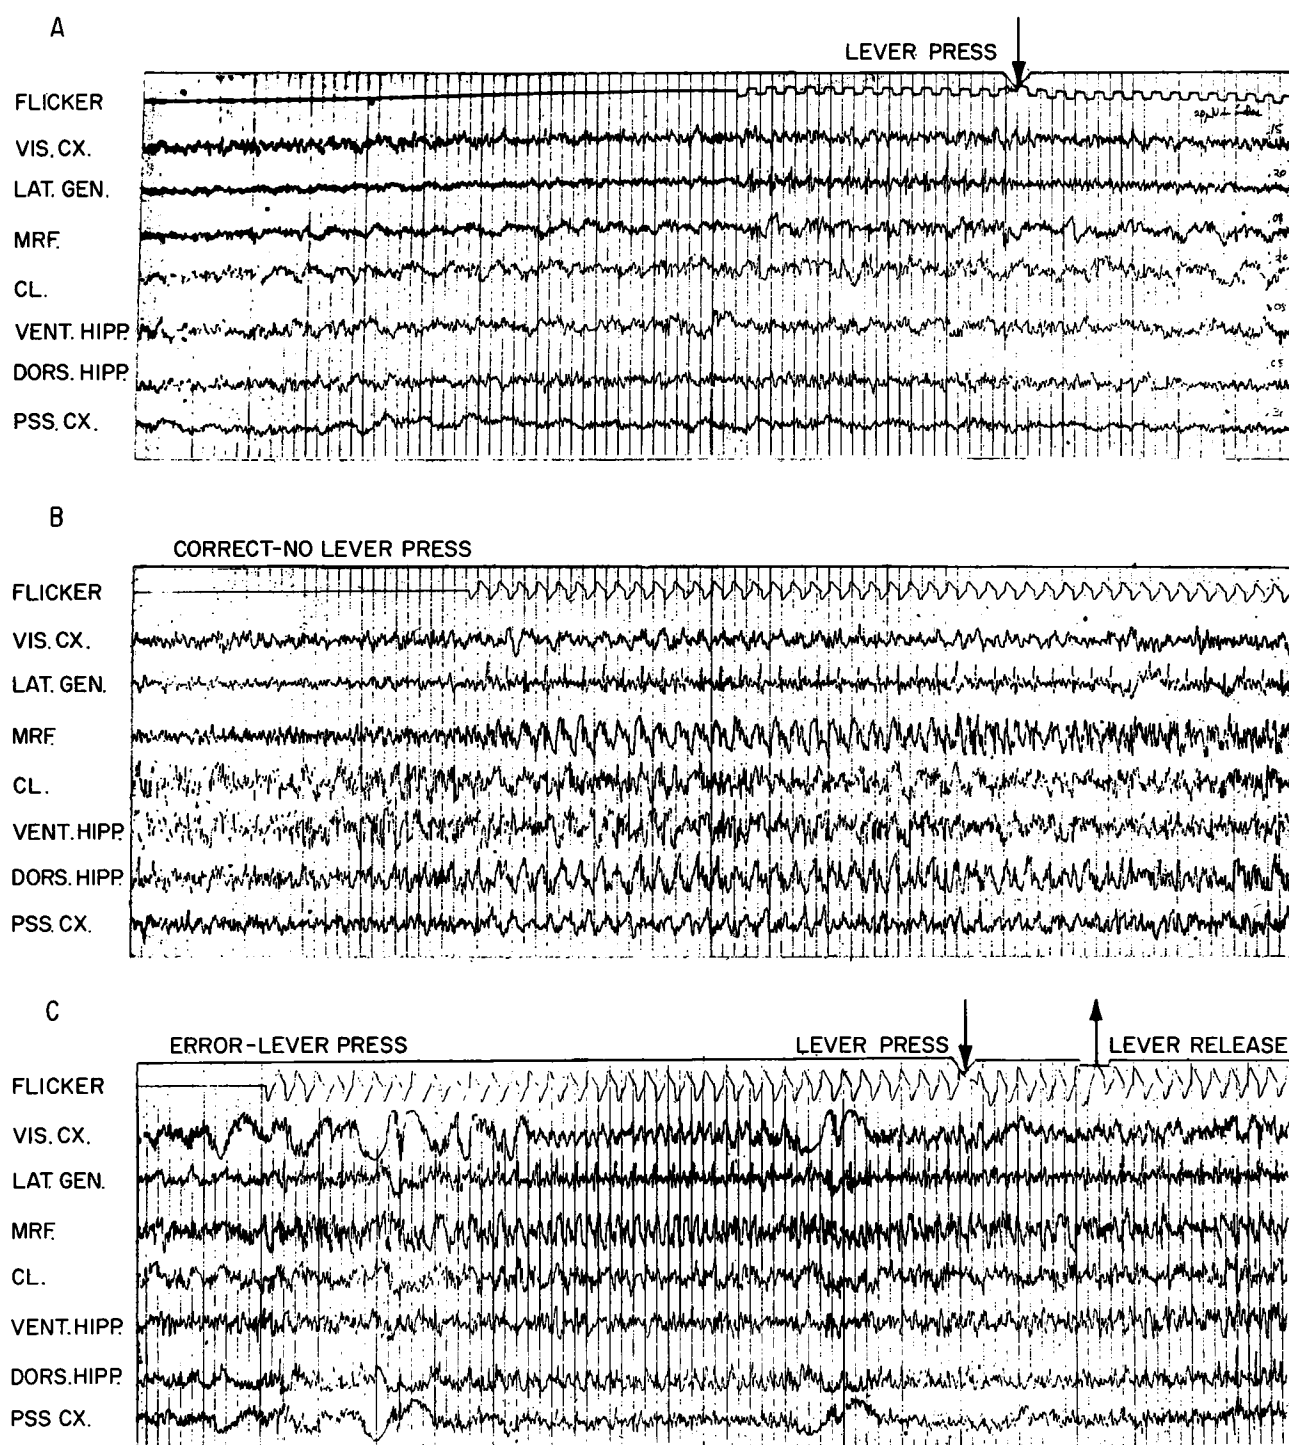 A
LEVER PRESS
FLICKER
VIS. CX.
LAT. GEN.
MRF.
CL.
VENT. HIPP.
DORS. HIPP.
PSS. CX.
.15
.20
B
CORRECT-NO LEVER PRESS
FLICKER
VIS. CX.
LAT. GEN.
MRF.
CL.
VENT. HIPP.
DORS. HIPP.
PSS. CX.
C
ERROR-LEVER PRESS
LEVER PRESS
LEVER RELEASE
FLICKER
VIS. CX.
LAT. GEN.
MRF.
CL.
VENT. HIPP.
DORS. HIPP.
PSS CX.